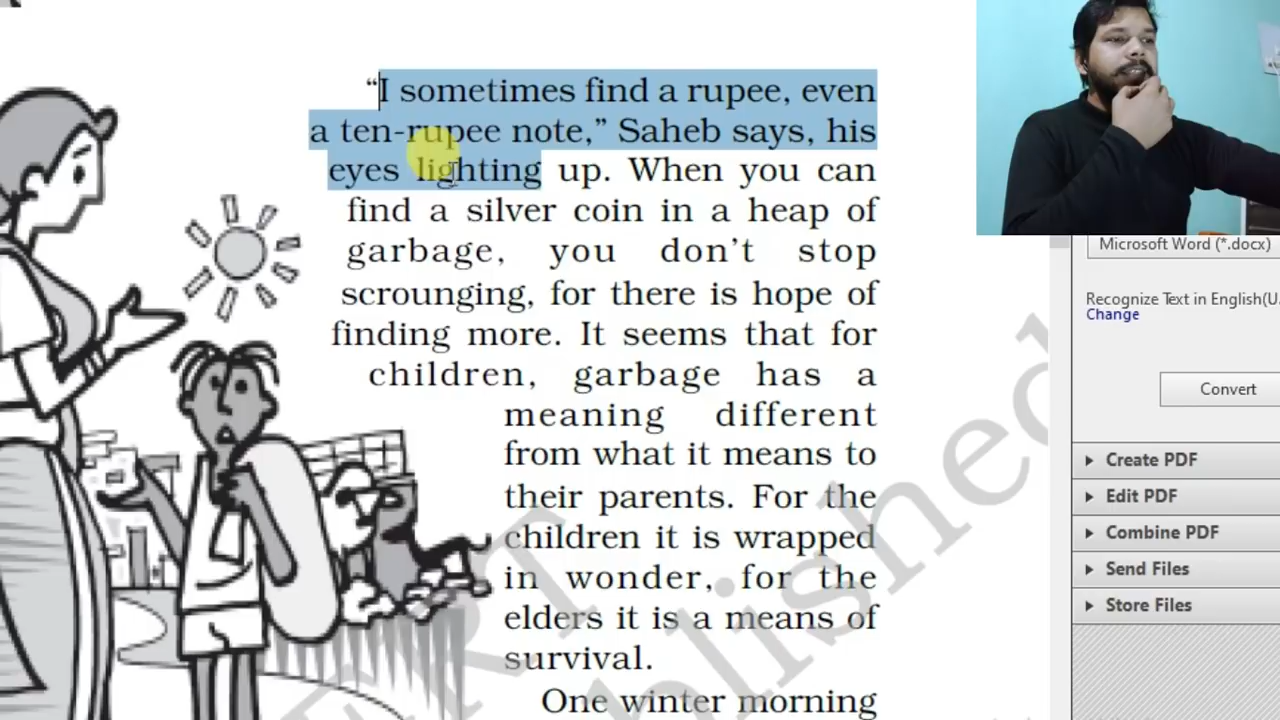 “I sometimes find a rupee, even
a ten-rupee note,” Saheb says, his
eyes lighting up. When you can
find a silver coin in a heap of
garbage, you don’t stop
scrounging, for there is hope of
finding more. It seems that for
children, garbage has a
meaning different
from what it means to
their parents. For the
children it is wrapped
in wonder, for the
elders it is a means of
survival.
One winter morning
Microsoft Word (*.docx)
Recognize Text in English(U
Change
Convert
Create PDF
Edit PDF
Combine PDF
Send Files
Store Files